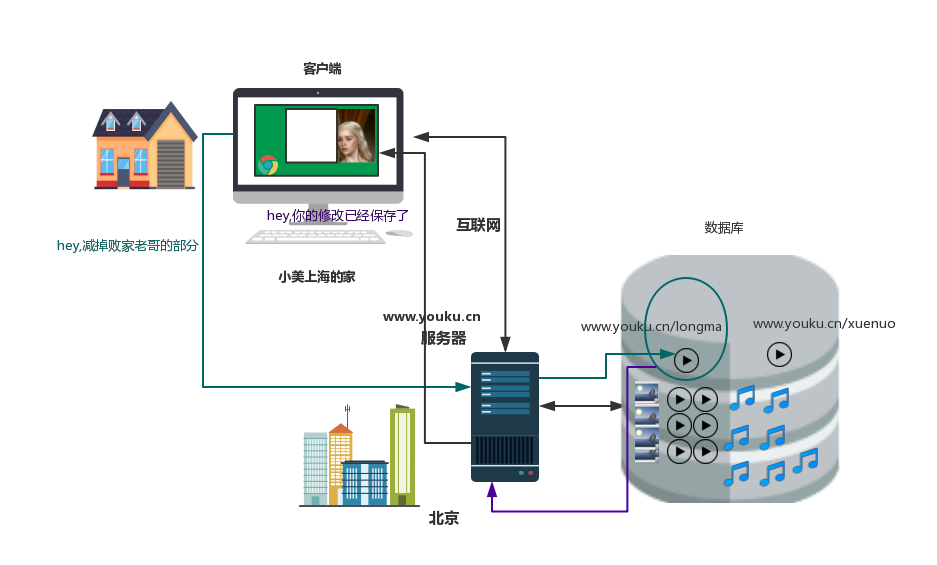 客户端
hey,你的修改已经保存了
互联网
数据库
hey,减掉败家老哥的部分
小美上海的家
www.youku.cn
服务器
www.youku.cn/longma
www.youku.cn/xuenuo
北京